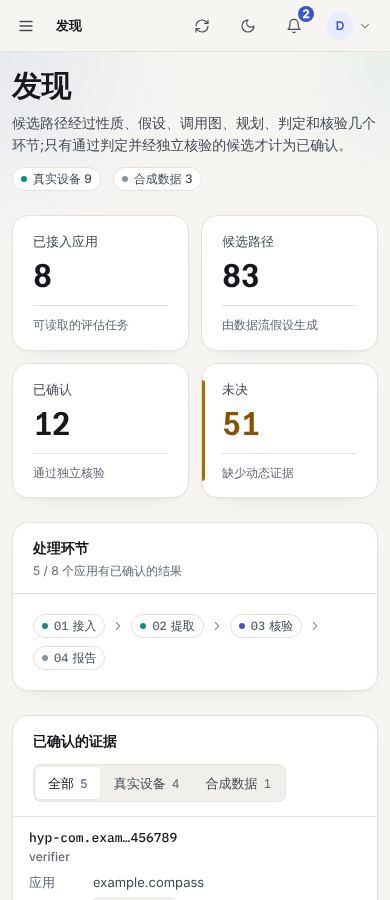 发现
2
D
发现
候选路径经过性质、假设、调用图、规划、判定和核验几个
环节;只有通过判定并经独立核验的候选才计为已确认。
真实设备 9
合成数据 3
已接入应用
8
可读取的评估任务
候选路径
83
由数据流假设生成
已确认
12
通过独立核验
未决
51
缺少动态证据
处理环节
5 / 8 个应用有已确认的结果
01 接入
02 提取
03 核验
04 报告
已确认的证据
全部 5
真实设备 4
合成数据 1
hyp-com.exam…456789
verifier
应用 example.compass